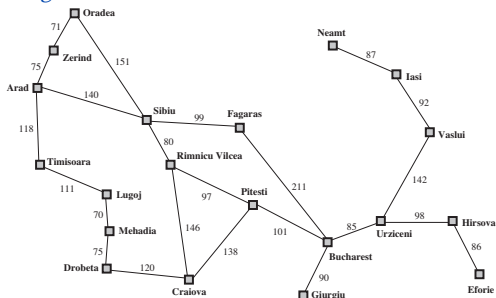 Oradea
71
Neamt
87
Zerind
151
75
Iasi
Arad
140
92
Sibiu
99
Fagaras
118
Vaslui
80
Timisoara
Rimnicu Vilcea
142
111
211
Lugoj
97
Pitesti
70
98
Hirsova
85
146
101
Urziceni
Mehadia
138
86
75
Bucharest
Drobeta
120
90
Craiova
Eforie
Giurgiu